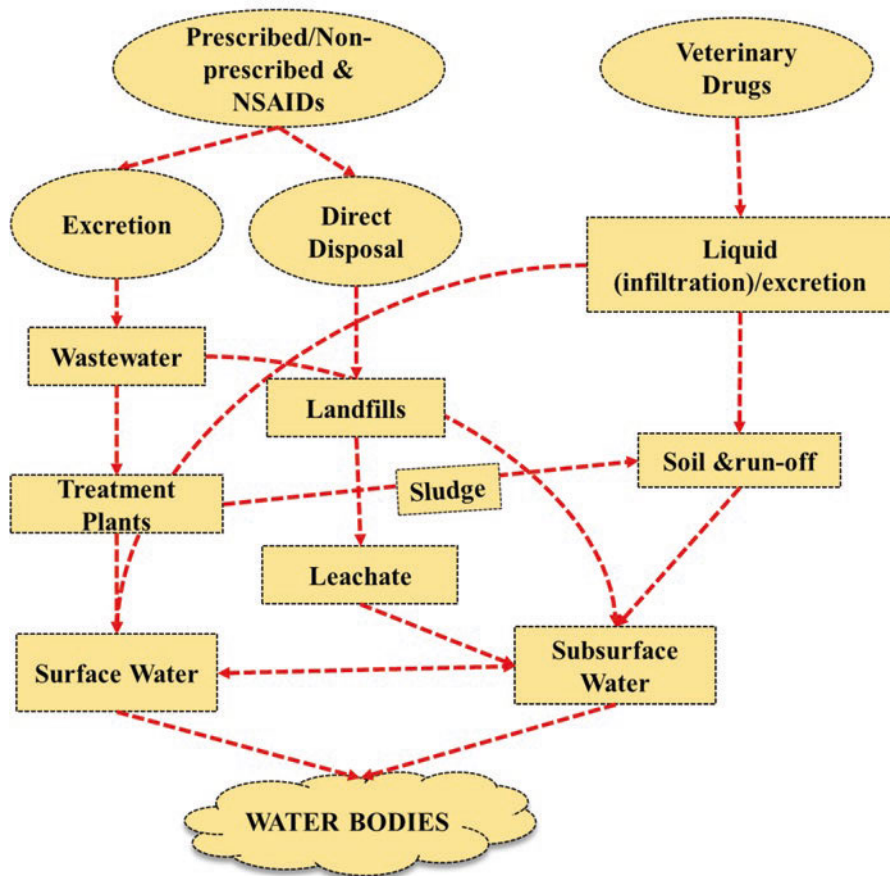 Prescribed/Non-
prescribed &
NSAIDs
Veterinary
Drugs
Excretion
Direct
Disposal
Liquid
(infiltration)/excretion
Wastewater
Landfills
Soil &run-off
Treatment
Plants
Sludge
Leachate
Surface Water
Subsurface
Water
WATER BODIES